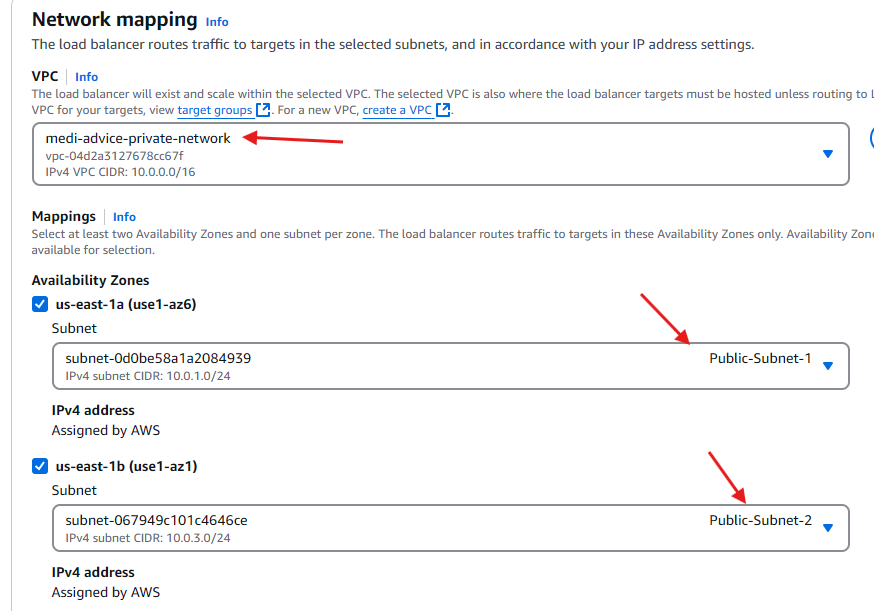 Network mapping Info
The load balancer routes traffic to targets in the selected subnets, and in accordance with your IP address settings.
VPC Info
The load balancer will exist and scale within the selected VPC. The selected VPC is also where the load balancer targets must be hosted unless routing to
VPC for your targets, view target groups. For a new VPC, create a VPC.
medi-advice-private-network
vpc-04d2a3127678cc67f
IPv4 VPC CIDR: 10.0.0.0/16
Mappings Info
Select at least two Availability Zones and one subnet per zone. The load balancer routes traffic to targets in these Availability Zones only. Availability
available for selection.
Availability Zones
us-east-1a (use1-az6)
Subnet
subnet-0d0be58a1a2084939 Public-Subnet-1
IPv4 subnet CIDR: 10.0.1.0/24
IPv4 address
Assigned by AWS
us-east-1b (use1-az1)
Subnet
subnet-067949c101c4646ce Public-Subnet-2
IPv4 subnet CIDR: 10.0.3.0/24
IPv4 address
Assigned by AWS